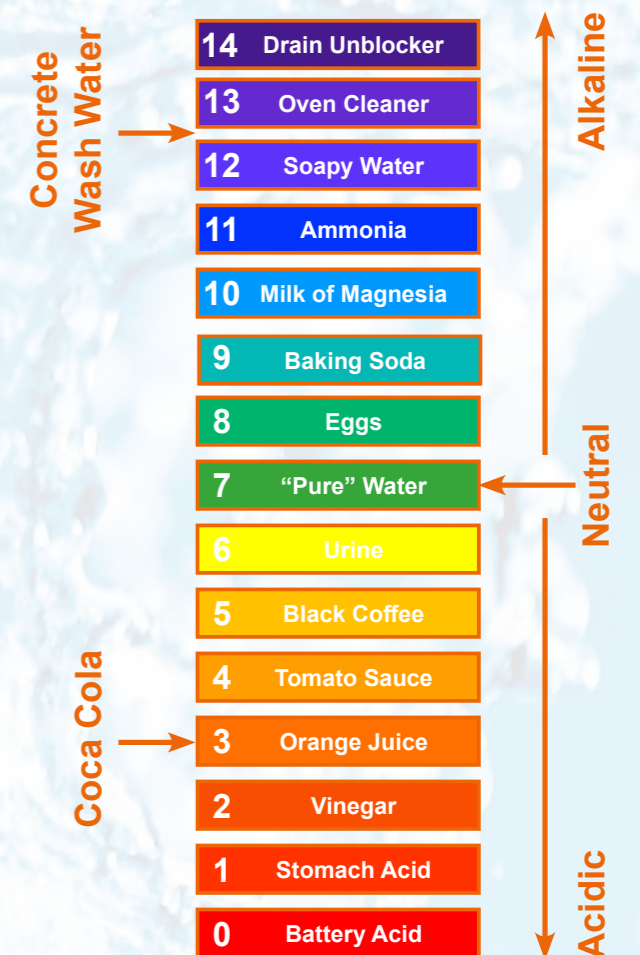 Concrete
Wash Water
14 Drain Unblocker
13 Oven Cleaner
12 Soapy Water
11 Ammonia
10 Milk of Magnesia
9 Baking Soda
8 Eggs
7 “Pure” Water
6 Urine
5 Black Coffee
4 Tomato Sauce
3 Orange Juice
2 Vinegar
1 Stomach Acid
0 Battery Acid
Coca Cola
Alkaline
Neutral
Acidic